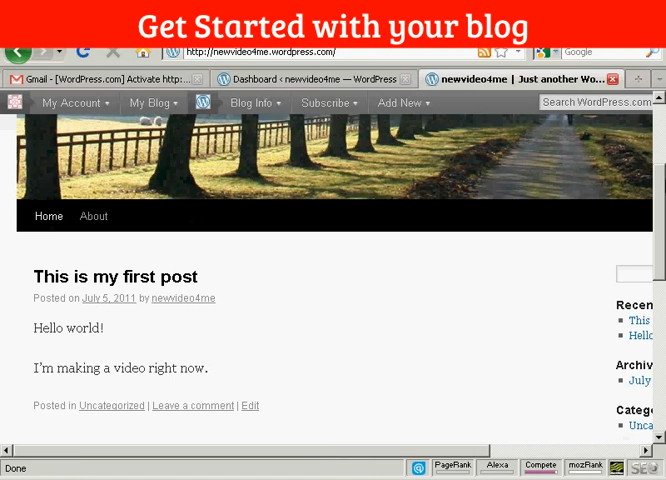 Get Started with your blog
http://newvideo4me.wordpress.com/
Google
Gmail - [WordPress.com] Activate http:...
Dashboard ‹ newvideo4me — WordPress
newvideo4me | Just another Wo...
My Account
My Blog
Blog Info
Subscribe
Add New
Search WordPress.com
Home
About
This is my first post
Posted on July 5, 2011 by newvideo4me
Hello world!
I'm making a video right now.
Posted in Uncategorized | Leave a comment | Edit
Recen
This
Hello
Archiv
July
Categ
Unca
Done
PageRank
Alexa
Compete
mozRank
SEO